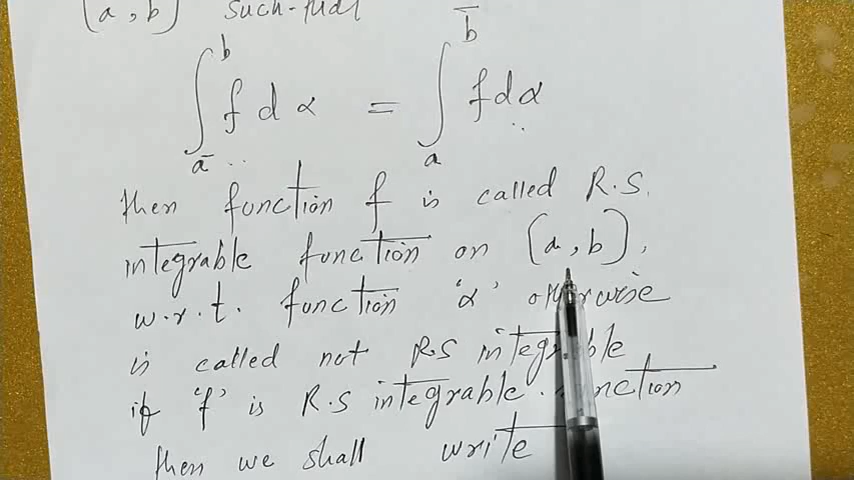 [a, b] such-that
∫_a̲^b f dα = ∫_a^b̅ f dα
then function f is called R.S.
integrable function on [a, b],
w.r.t. function 'α' otherwise
is called not R.S integrable
if 'f' is R.S integrable function
then we shall write